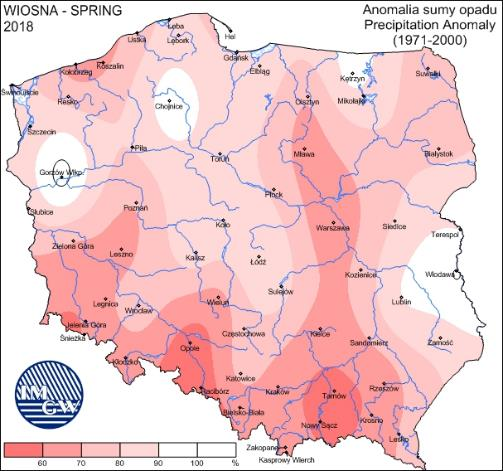 WIOSNA - SPRING
2018
Anomalia sumy opadu
Precipitation Anomaly
(1971-2000)
Łeba
Ustka
Lębork
Hel
Gdańsk
Elbląg
Koszalin
Kołobrzeg
Kętrzyn
Suwałki
Świnoujście
Resko
Chojnice
Olsztyn
Mikołajki
Szczecin
Piła
Toruń
Mława
Białystok
Gorzów Wlkp.
Płock
Słubice
Poznań
Koło
Warszawa
Siedlce
Terespol
Zielona Góra
Leszno
Kalisz
Łódź
Kozienice
Włodawa
Legnica
Wrocław
Wieluń
Sulejów
Lublin
Jelenia Góra
Śnieżka
Opole
Częstochowa
Kielce
Sandomierz
Zamość
Kłodzko
Racibórz
Katowice
Kraków
Tarnów
Rzeszów
Bielsko-Biała
Nowy Sącz
Krosno
Lesko
Zakopane
Kasprowy Wierch
IMGW
60 70 80 90 100 %